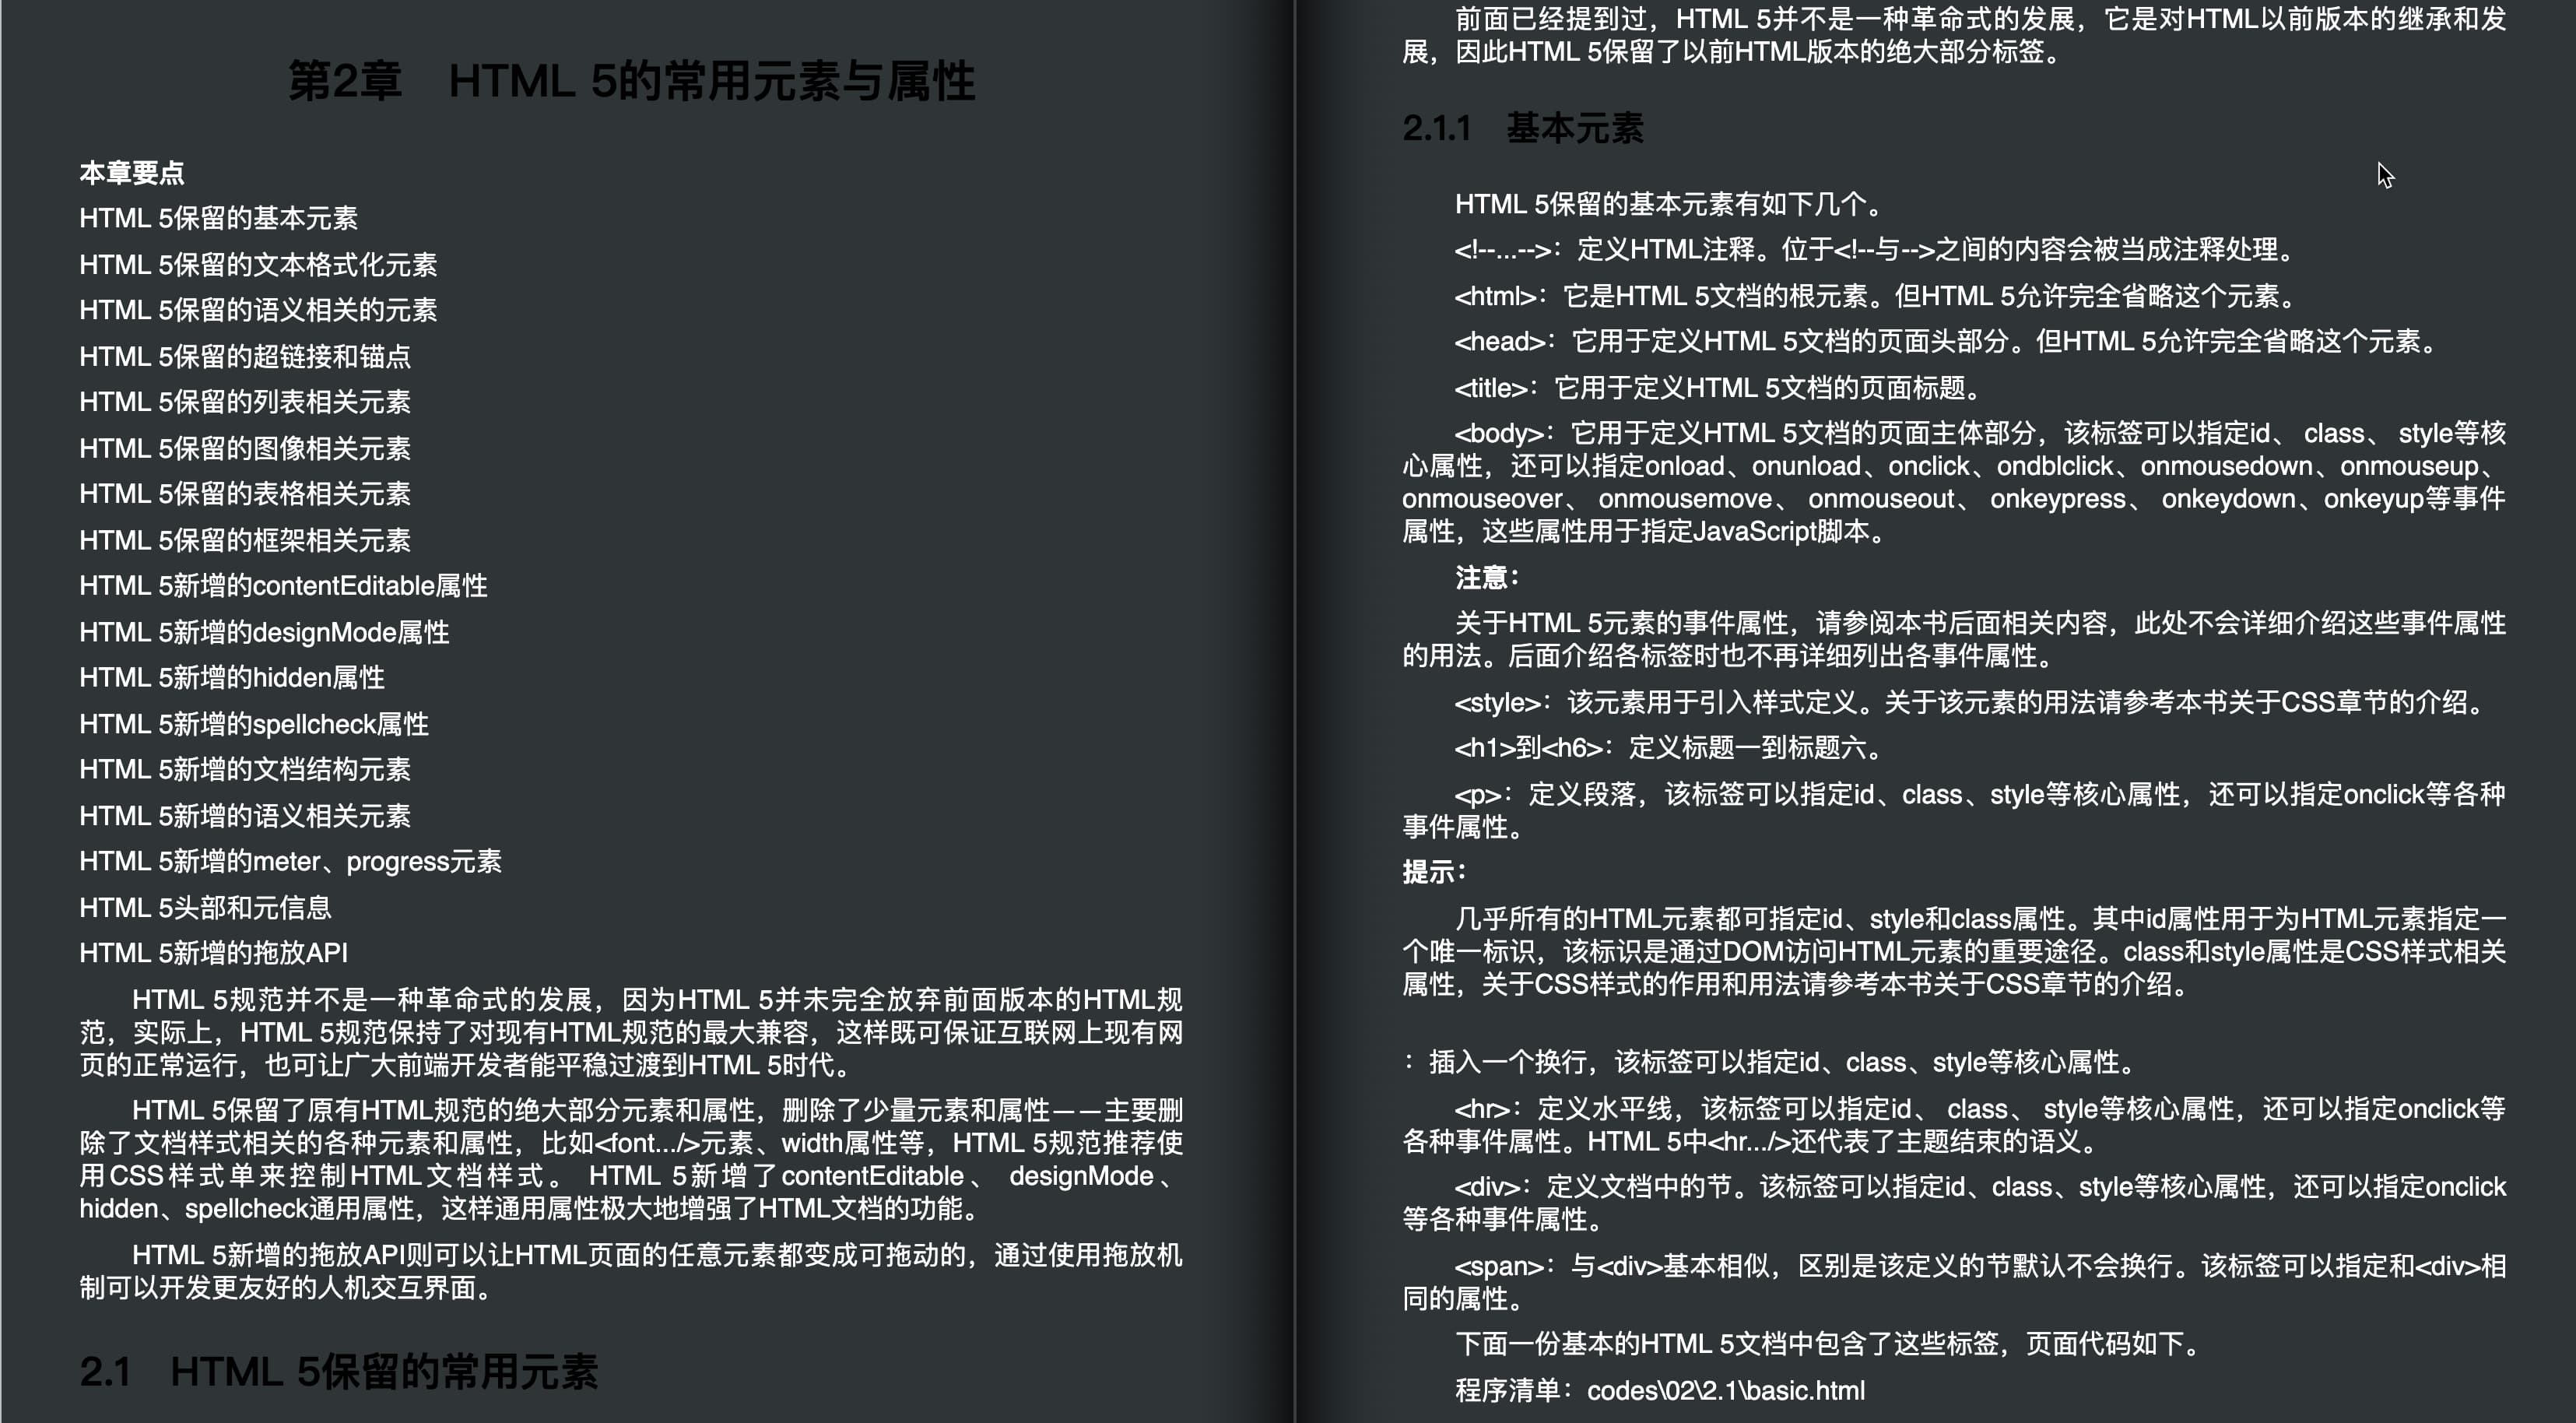 第2章 HTML 5的常用元素与属性
本章要点
HTML 5保留的基本元素
HTML 5保留的文本格式化元素
HTML 5保留的语义相关的元素
HTML 5保留的超链接和锚点
HTML 5保留的列表相关元素
HTML 5保留的图像相关元素
HTML 5保留的表格相关元素
HTML 5保留的框架相关元素
HTML 5新增的contentEditable属性
HTML 5新增的designMode属性
HTML 5新增的hidden属性
HTML 5新增的spellcheck属性
HTML 5新增的文档结构元素
HTML 5新增的语义相关元素
HTML 5新增的meter、progress元素
HTML 5头部和元信息
HTML 5新增的拖放API
HTML 5规范并不是一种革命式的发展，因为HTML 5并未完全放弃前面版本的HTML规
范，实际上，HTML 5规范保持了对现有HTML规范的最大兼容，这样既可保证互联网上现有网
页的正常运行，也可让广大前端开发者能平稳过渡到HTML 5时代。
HTML 5保留了原有HTML规范的绝大部分元素和属性，删除了少量元素和属性——主要删
除了文档样式相关的各种元素和属性，比如<font.../>元素、width属性等，HTML 5规范推荐使
用CSS样式单来控制HTML文档样式。 HTML 5新增了contentEditable、 designMode、
hidden、spellcheck通用属性，这样通用属性极大地增强了HTML文档的功能。
HTML 5新增的拖放API则可以让HTML页面的任意元素都变成可拖动的，通过使用拖放机
制可以开发更友好的人机交互界面。
2.1 HTML 5保留的常用元素
前面已经提到过，HTML 5并不是一种革命式的发展，它是对HTML以前版本的继承和发
展，因此HTML 5保留了以前HTML版本的绝大部分标签。
2.1.1 基本元素
HTML 5保留的基本元素有如下几个。
<!--...-->：定义HTML注释。位于<!--与-->之间的内容会被当成注释处理。
<html>：它是HTML 5文档的根元素。但HTML 5允许完全省略这个元素。
<head>：它用于定义HTML 5文档的页面头部分。但HTML 5允许完全省略这个元素。
<title>：它用于定义HTML 5文档的页面标题。
<body>：它用于定义HTML 5文档的页面主体部分，该标签可以指定id、 class、 style等核
心属性，还可以指定onload、onunload、onclick、ondblclick、onmousedown、onmouseup、
onmouseover、 onmousemove、 onmouseout、 onkeypress、 onkeydown、onkeyup等事件
属性，这些属性用于指定JavaScript脚本。
注意：
关于HTML 5元素的事件属性，请参阅本书后面相关内容，此处不会详细介绍这些事件属性
的用法。后面介绍各标签时也不再详细列出各事件属性。
<style>：该元素用于引入样式定义。关于该元素的用法请参考本书关于CSS章节的介绍。
<h1>到<h6>：定义标题一到标题六。
<p>：定义段落，该标签可以指定id、class、style等核心属性，还可以指定onclick等各种
事件属性。
提示：
几乎所有的HTML元素都可指定id、style和class属性。其中id属性用于为HTML元素指定一
个唯一标识，该标识是通过DOM访问HTML元素的重要途径。class和style属性是CSS样式相关
属性，关于CSS样式的作用和用法请参考本书关于CSS章节的介绍。
：插入一个换行，该标签可以指定id、class、style等核心属性。
<hr>：定义水平线，该标签可以指定id、 class、 style等核心属性，还可以指定onclick等
各种事件属性。HTML 5中<hr.../>还代表了主题结束的语义。
<div>：定义文档中的节。该标签可以指定id、class、style等核心属性，还可以指定onclick
等各种事件属性。
<span>：与<div>基本相似，区别是该定义的节默认不会换行。该标签可以指定和<div>相
同的属性。
下面一份基本的HTML 5文档中包含了这些标签，页面代码如下。
程序清单：codes\02\2.1\basic.html